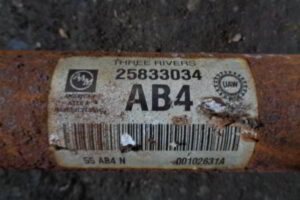 THREE RIVERS
25833034
AB4
UAW
55 AB4 N
00102631A